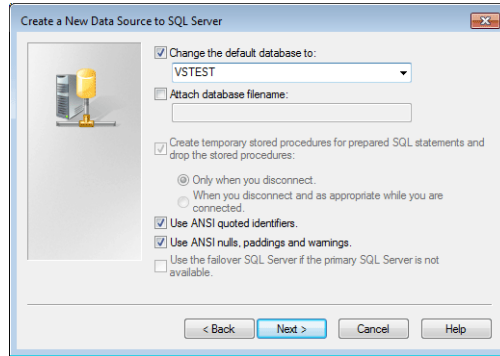 Create a New Data Source to SQL Server
Change the default database to:
VSTEST
Attach database filename:
Create temporary stored procedures for prepared SQL statements and
drop the stored procedures:
Only when you disconnect.
When you disconnect and as appropriate while you are
connected.
Use ANSI quoted identifiers.
Use ANSI nulls, paddings and warnings.
Use the failover SQL Server if the primary SQL Server is not
available.
< Back Next > Cancel Help